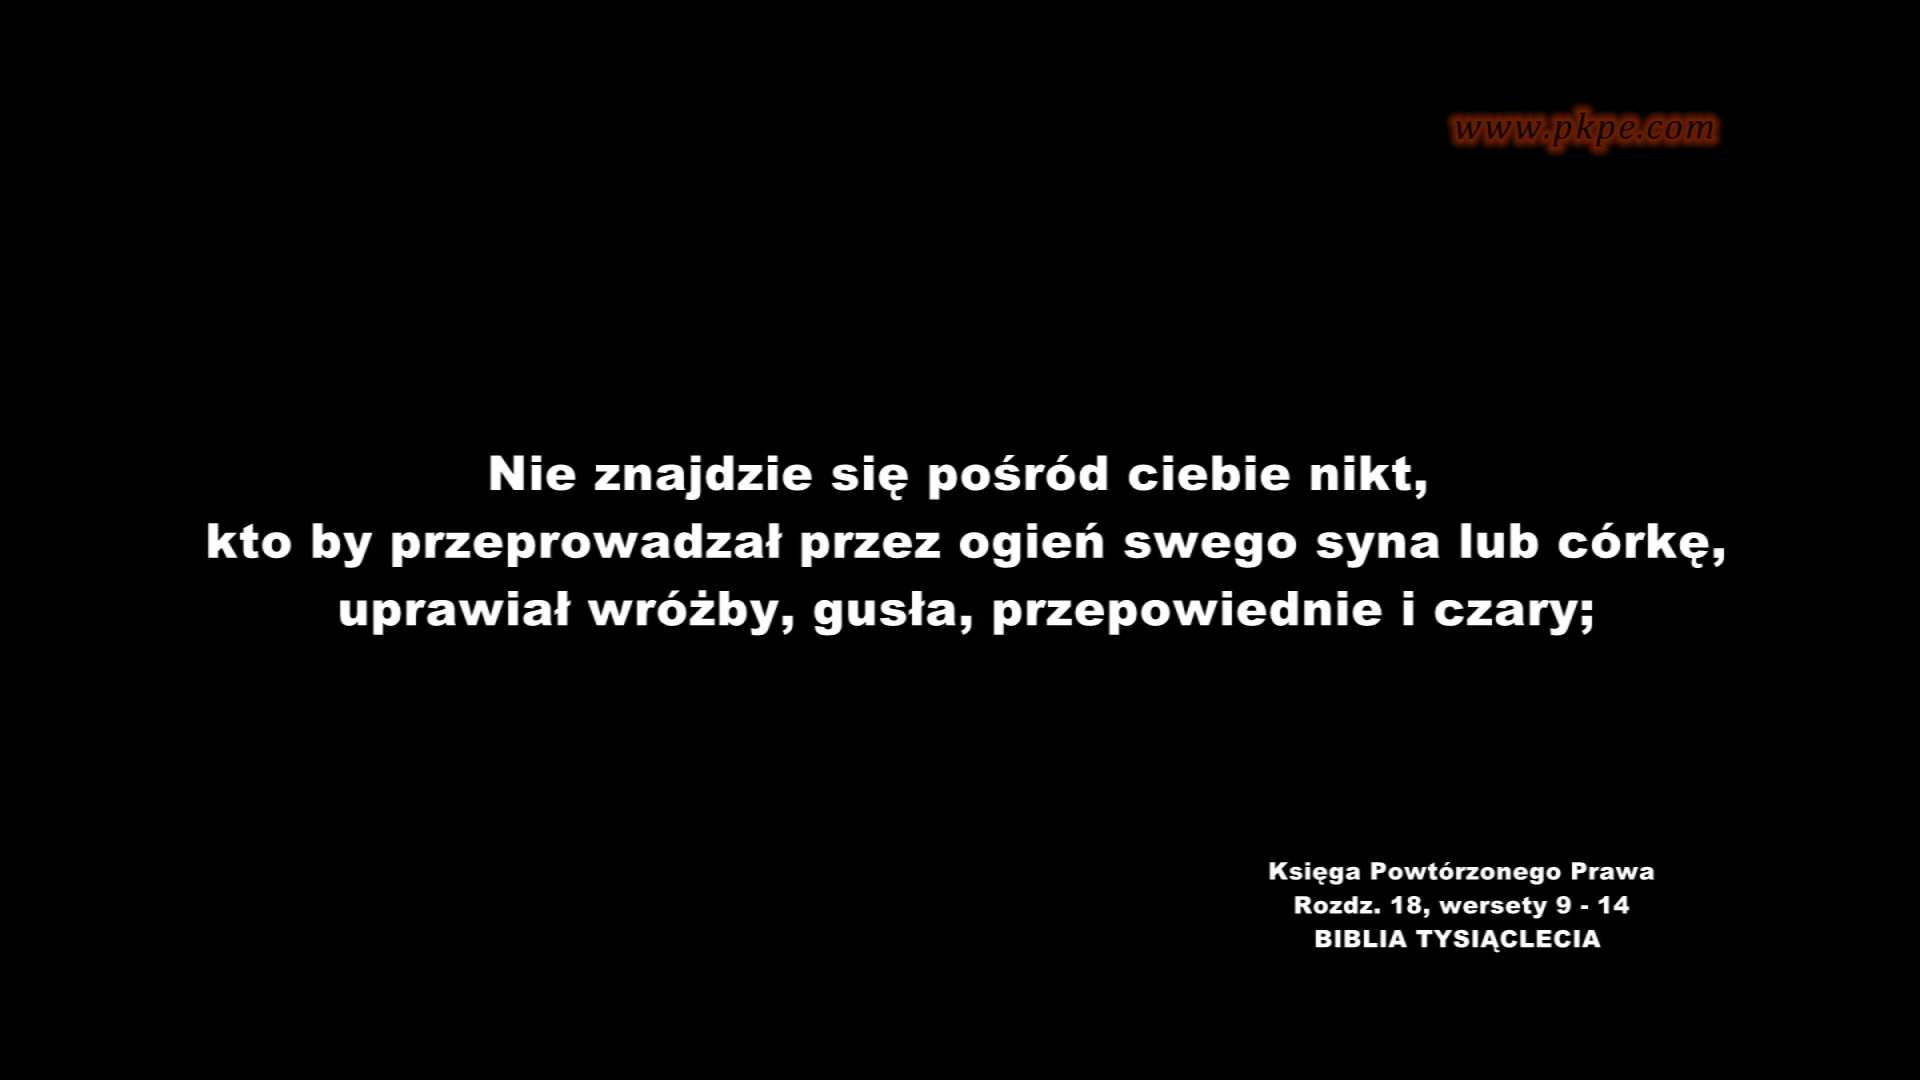 www.pkpe.com
Nie znajdzie się pośród ciebie nikt,
kto by przeprowadzał przez ogień swego syna lub córkę,
uprawiał wróżby, gusła, przepowiednie i czary;
Księga Powtórzonego Prawa
Rozdz. 18, wersety 9 - 14
BIBLIA TYSIĄCLECIA